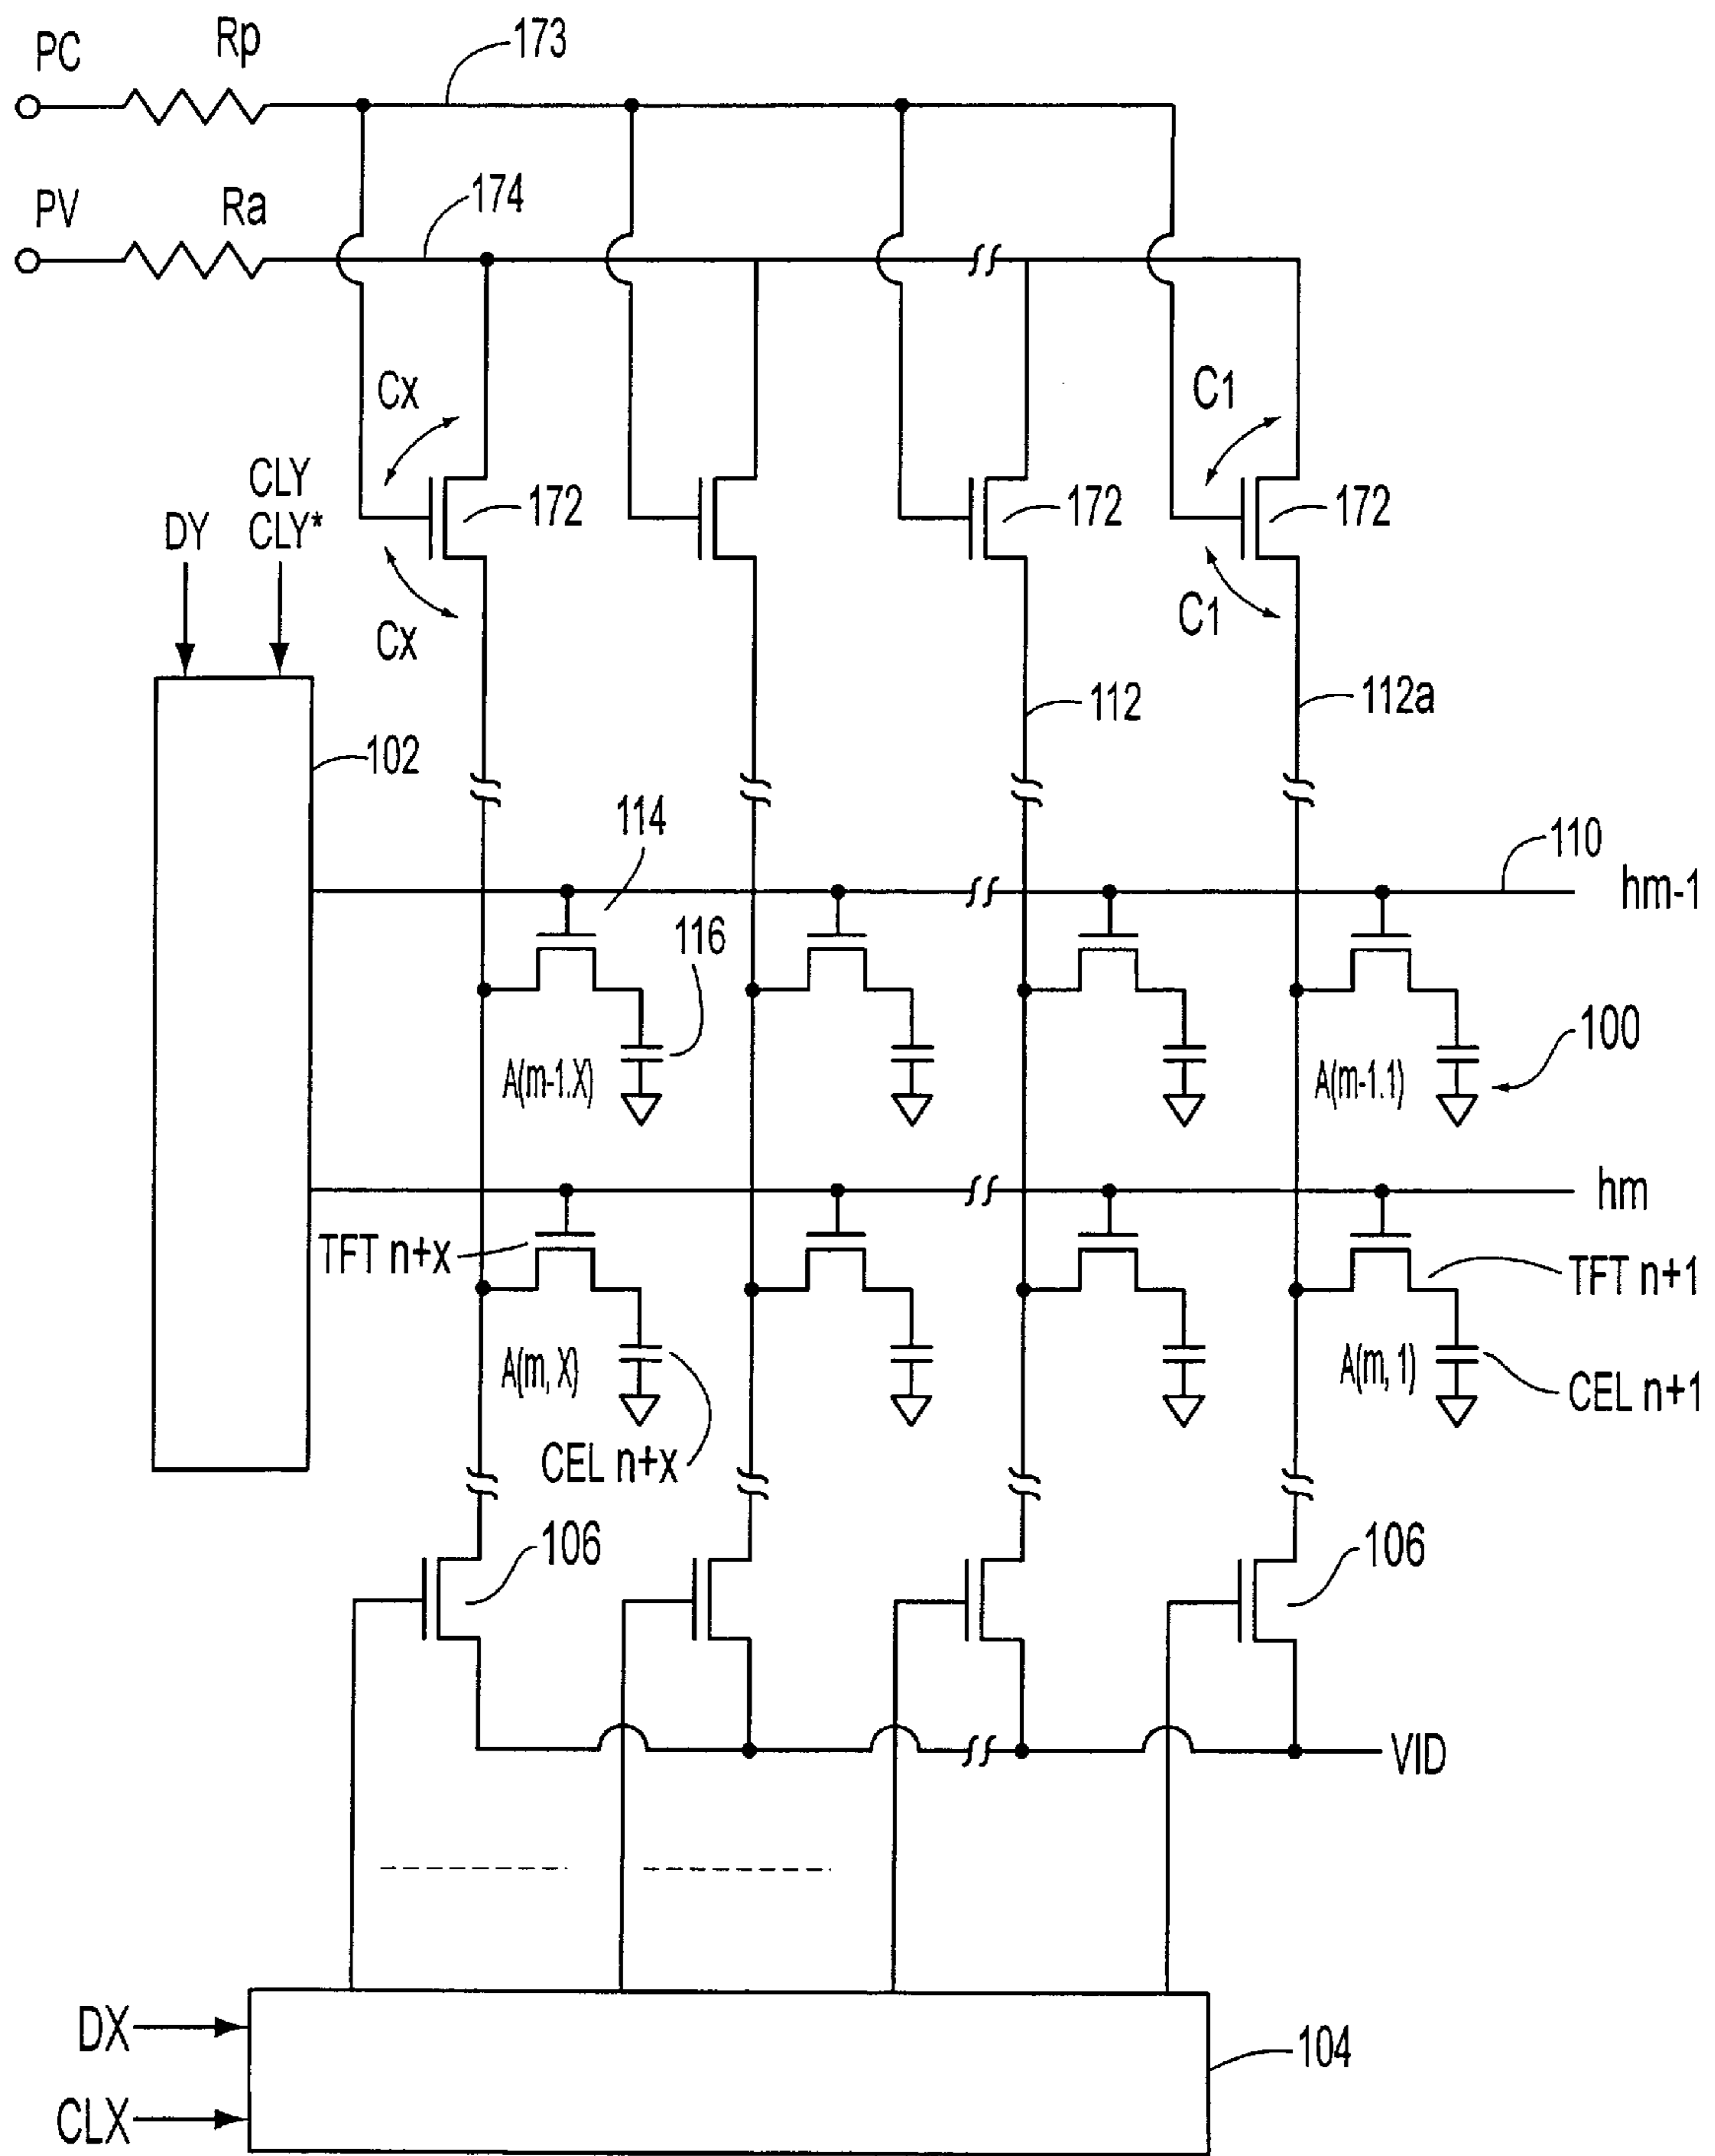 PC
Rp
173
PV
Ra
174
Cx
C1
CLY
DY
CLY*
172
172
172
Cx
C1
112
112a
102
114
110
hm-1
116
100
A(m-1.X)
A(m-1.1)
hm
TFT n+x
TFT n+1
A(m, X)
A(m, 1)
CEL n+1
CEL n+x
106
106
VID
DX
104
CLX